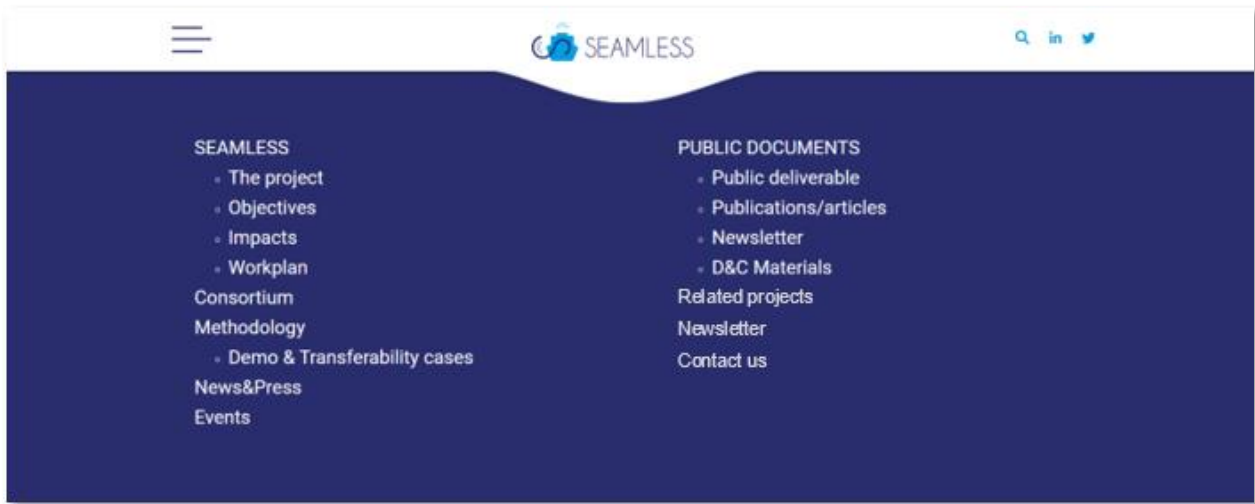 SEAMLESS
in
SEAMLESS
The project
Objectives
Impacts
Workplan
Consortium
Methodology
Demo & Transferability cases
News&Press
Events
PUBLIC DOCUMENTS
Public deliverable
Publications/articles
Newsletter
D&C Materials
Related projects
Newsletter
Contact us